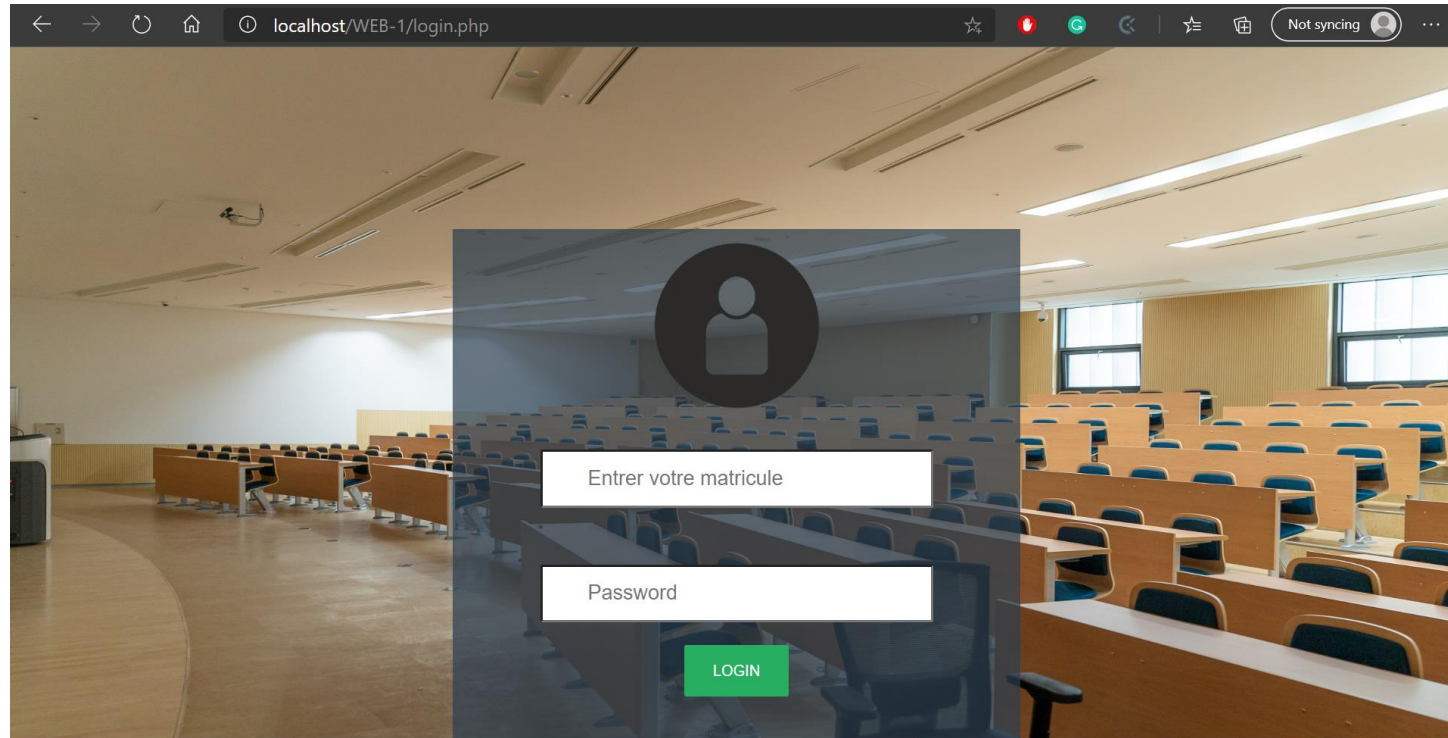 localhost/WEB-1/login.php
Not syncing
Entrer votre matricule
Password
LOGIN